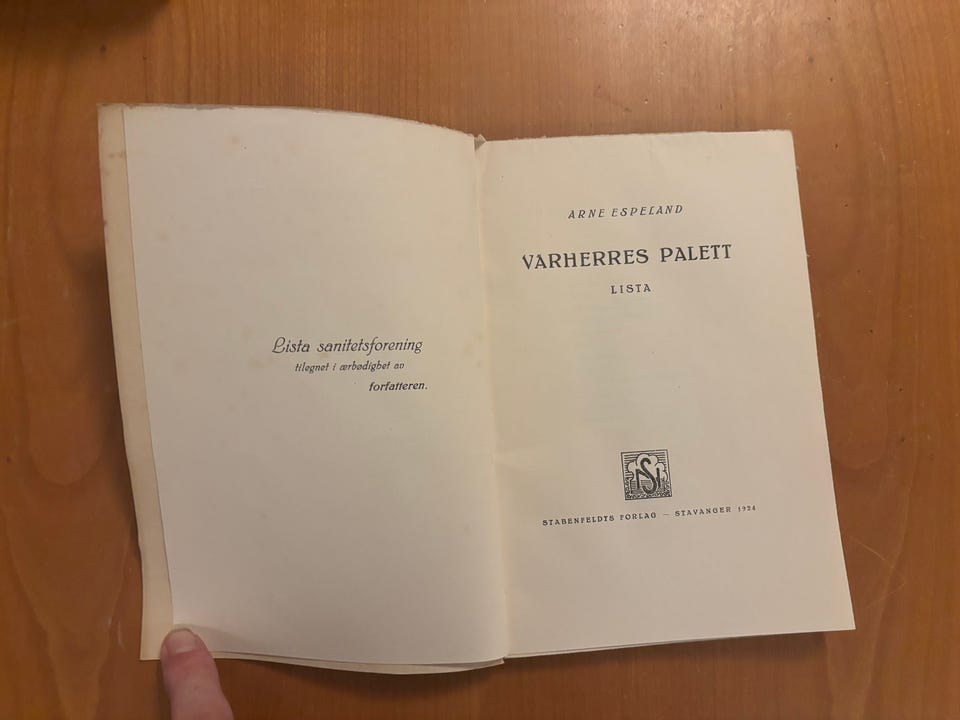 Lista sanitetsforening
tilegnet i ærbødighet av
forfatteren.
ARNE ESPELAND
VARHERRES PALETT
LISTA
STABENFELDTS FORLAG — STAVANGER 1924